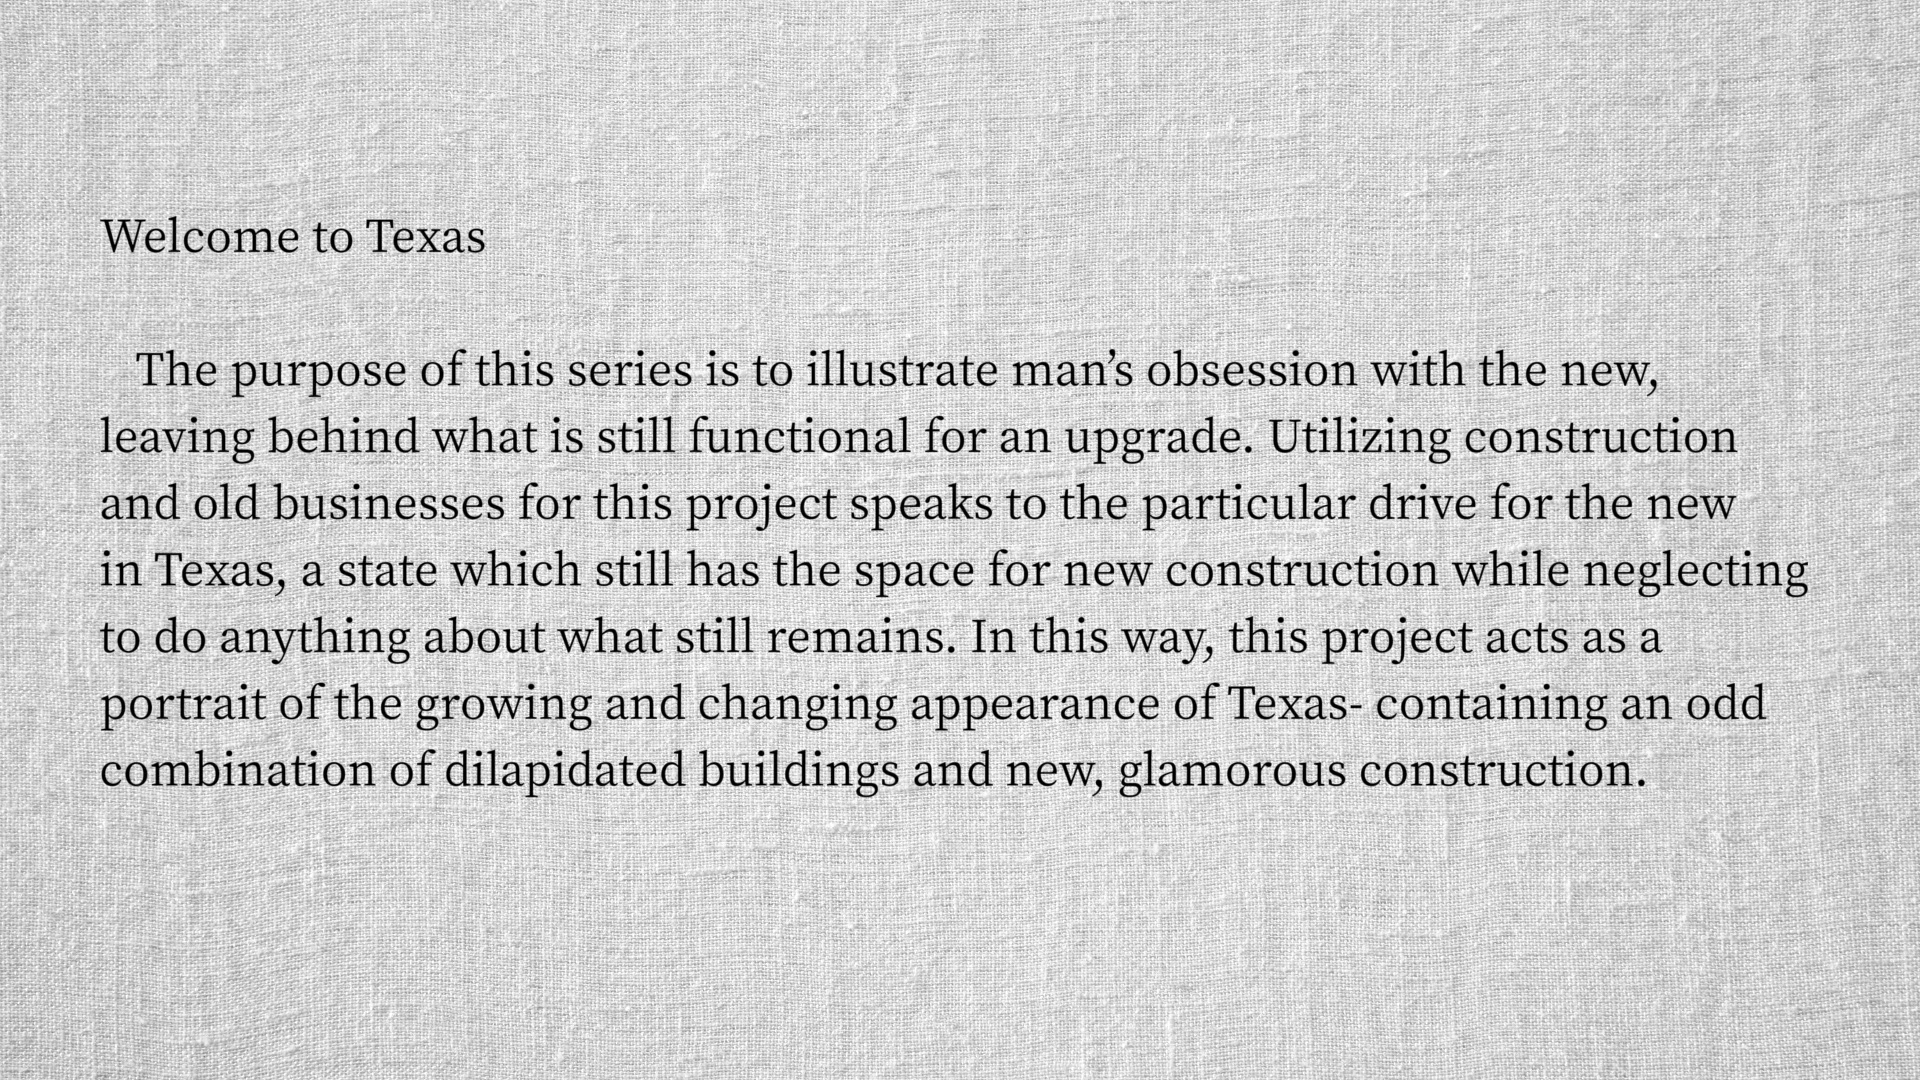 Welcome to Texas
The purpose of this series is to illustrate man’s obsession with the new,
leaving behind what is still functional for an upgrade. Utilizing construction
and old businesses for this project speaks to the particular drive for the new
in Texas, a state which still has the space for new construction while neglecting
to do anything about what still remains. In this way, this project acts as a
portrait of the growing and changing appearance of Texas- containing an odd
combination of dilapidated buildings and new, glamorous construction.